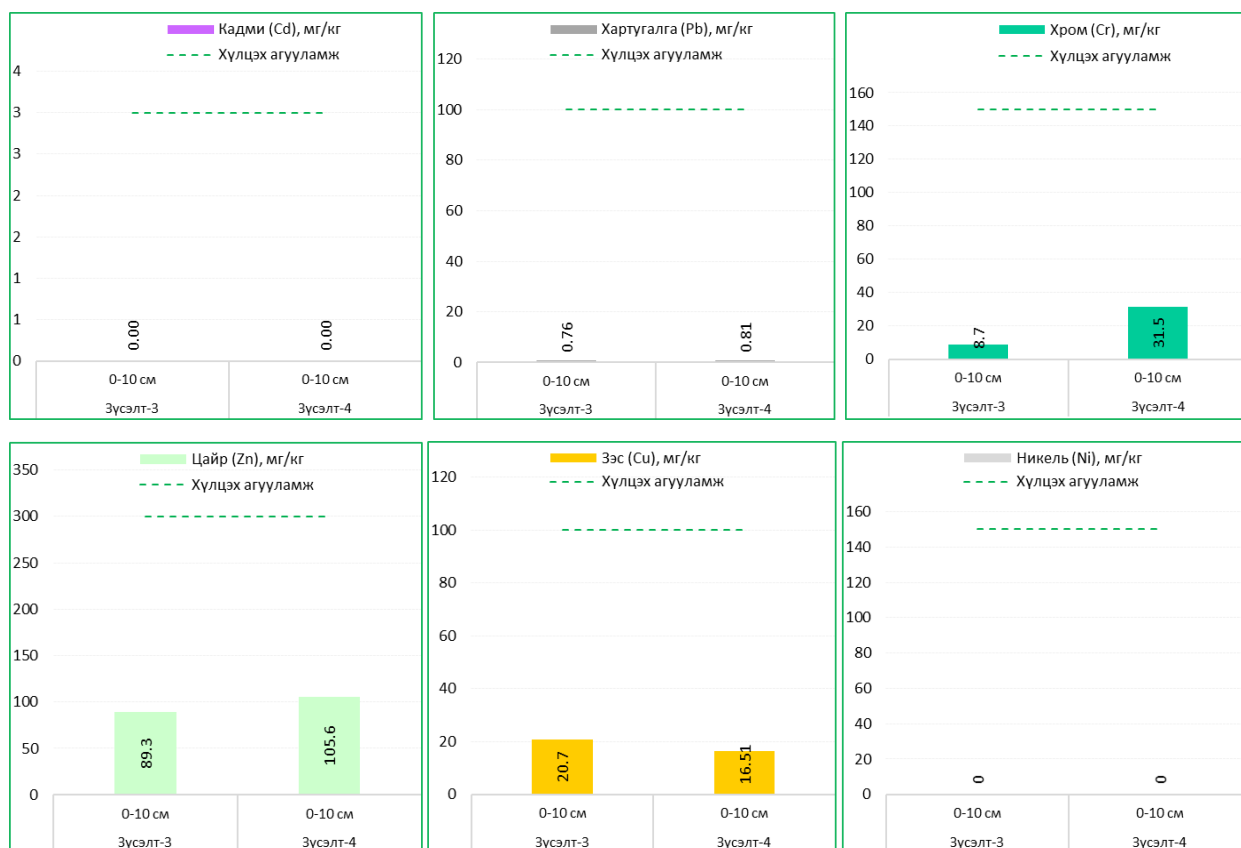 Кадми (Cd), мг/кг
Хүлцэх агууламж
4
3
3
2
2
1
1
0
0.00
0.00
0-10 см
0-10 см
Зүсэлт-3
Зүсэлт-4
Хартугалга (Pb), мг/кг
Хүлцэх агууламж
120
100
80
60
40
20
0
0.76
0.81
0-10 см
0-10 см
Зүсэлт-3
Зүсэлт-4
Хром (Cr), мг/кг
Хүлцэх агууламж
160
140
120
100
80
60
40
20
0
8.7
31.5
0-10 см
0-10 см
Зүсэлт-3
Зүсэлт-4
Цайр (Zn), мг/кг
Хүлцэх агууламж
350
300
250
200
150
100
50
0
89.3
105.6
0-10 см
0-10 см
Зүсэлт-3
Зүсэлт-4
Зэс (Cu), мг/кг
Хүлцэх агууламж
120
100
80
60
40
20
0
20.7
16.51
0-10 см
0-10 см
Зүсэлт-3
Зүсэлт-4
Никель (Ni), мг/кг
Хүлцэх агууламж
160
140
120
100
80
60
40
20
0
0
0
0-10 см
0-10 см
Зүсэлт-3
Зүсэлт-4